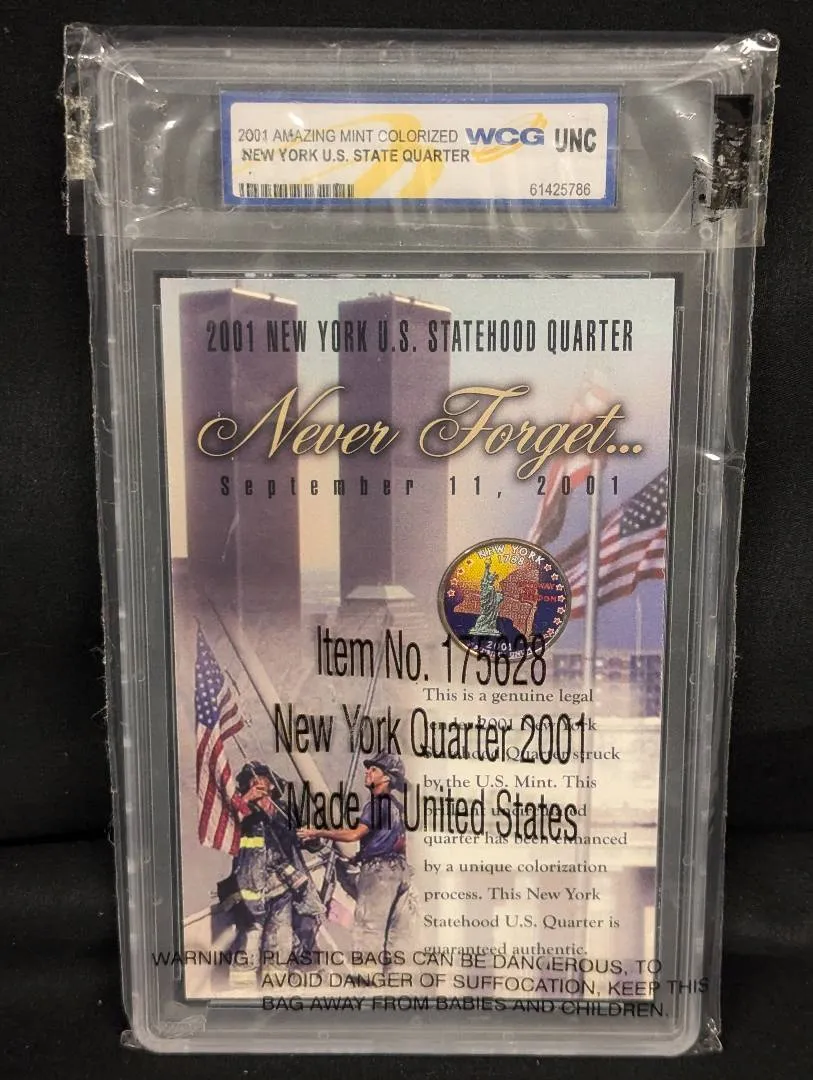 2001 AMAZING MINT COLORIZED WCG UNC
NEW YORK U.S. STATE QUARTER
61425786
2001 NEW YORK U.S. STATEHOOD QUARTER
Never Forget...
September 11, 2001
NEW YORK
1788
2001
Item No. 175628
This is a genuine legal
2001
New York Quarter 2001
Statehood Quarter struck
by the U.S. Mint. This
Made in United States
quarter has been enhanced
by a unique colorization
process. This New York
Statehood U.S. Quarter is
guaranteed authentic.
WARNING: PLASTIC BAGS CAN BE DANGEROUS, TO
AVOID DANGER OF SUFFOCATION, KEEP THIS
BAG AWAY FROM BABIES AND CHILDREN.